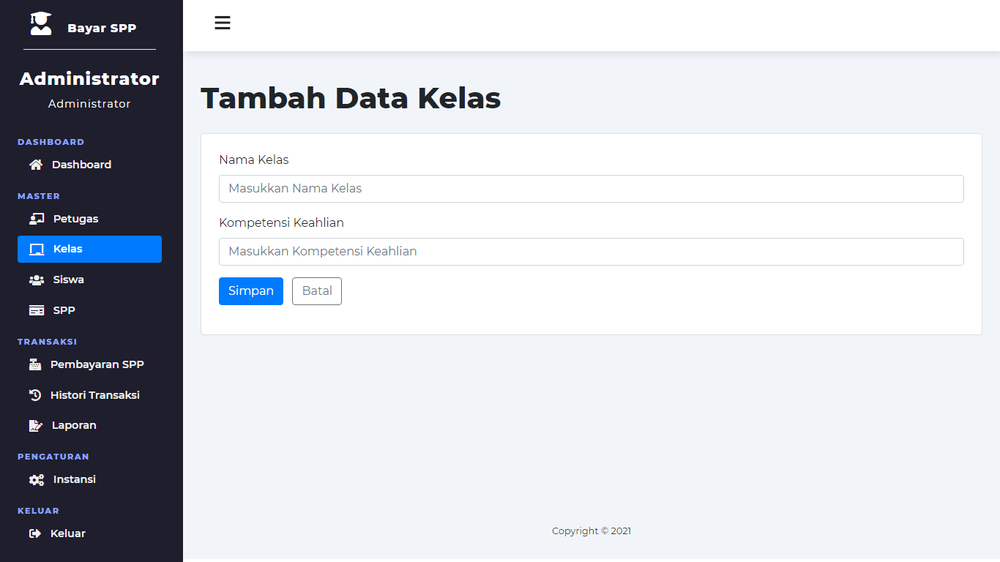 Bayar SPP
Administrator
Administrator
DASHBOARD
Dashboard
MASTER
Petugas
Kelas
Siswa
SPP
TRANSAKSI
Pembayaran SPP
Histori Transaksi
Laporan
PENGATURAN
Instansi
KELUAR
Keluar
Tambah Data Kelas
Nama Kelas
Masukkan Nama Kelas
Kompetensi Keahlian
Masukkan Kompetensi Keahlian
Simpan Batal
Copyright © 2021